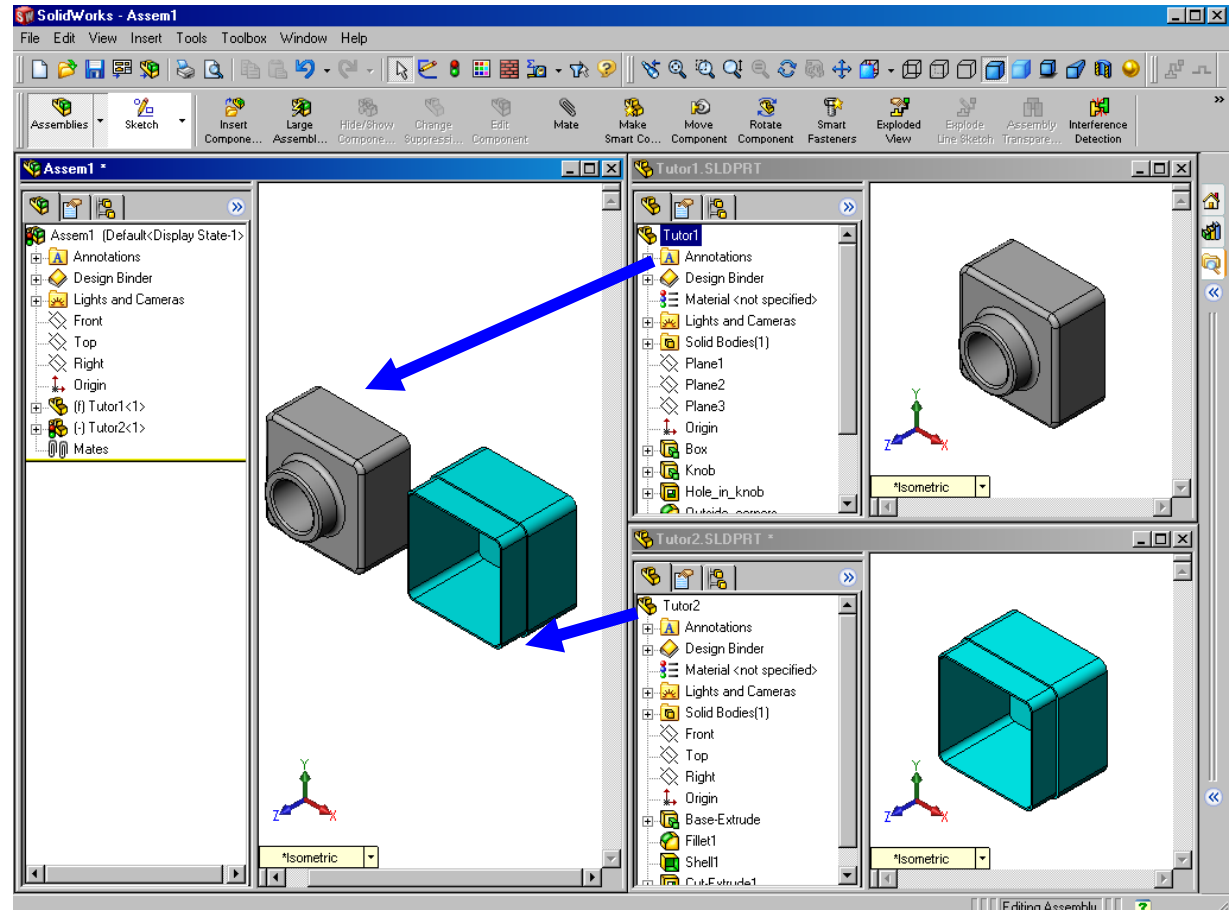 SolidWorks - Assem1
File Edit View Insert Tools Toolbox Window Help
Assemblies
Sketch
Insert Compone...
Large Assembl...
Hide/Show Compone...
Change Suppressi...
Edit Component
Mate
Make Smart Co...
Move Component
Rotate Component
Smart Fasteners
Exploded View
Explode Line Sketch
Assembly Transpare...
Interference Detection
Assem1 *
Assem1 (Default<Display State-1>
Annotations
Design Binder
Lights and Cameras
Front
Top
Right
Origin
(f) Tutor1<1>
(-) Tutor2<1>
Mates
Y
Z X
*Isometric
Tutor1.SLDPRT
Tutor1
Annotations
Design Binder
Material <not specified>
Lights and Cameras
Solid Bodies(1)
Plane1
Plane2
Plane3
Origin
Box
Knob
Hole_in_knob
Outside_corners
Y
Z X
*Isometric
Tutor2.SLDPRT *
Tutor2
Annotations
Design Binder
Material <not specified>
Lights and Cameras
Solid Bodies(1)
Front
Top
Right
Origin
Base-Extrude
Fillet1
Shell1
Cut-Extrude1
Y
Z X
*Isometric
Editing Assembly